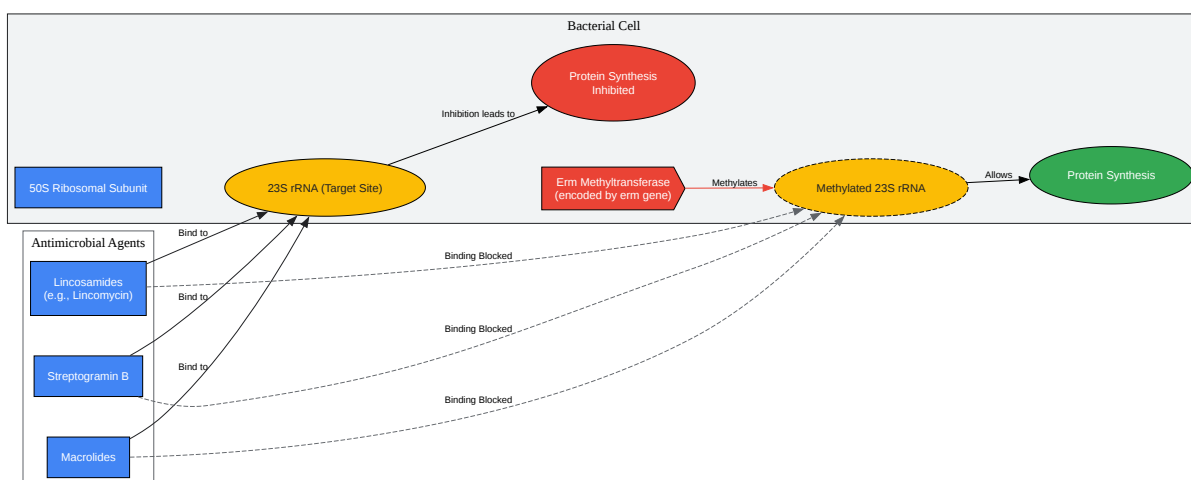 Bacterial Cell
Protein Synthesis
Inhibited
Inhibition leads to
50S Ribosomal Subunit
23S rRNA (Target Site)
Erm Methyltransferase
(encoded by erm gene)
Methylates
Methylated 23S rRNA
Allows
Protein Synthesis
Antimicrobial Agents
Bind to
Lincosamides
(e.g., Lincomycin)
Binding Blocked
Bind to
Streptogramin B
Binding Blocked
Bind to
Macrolides
Binding Blocked